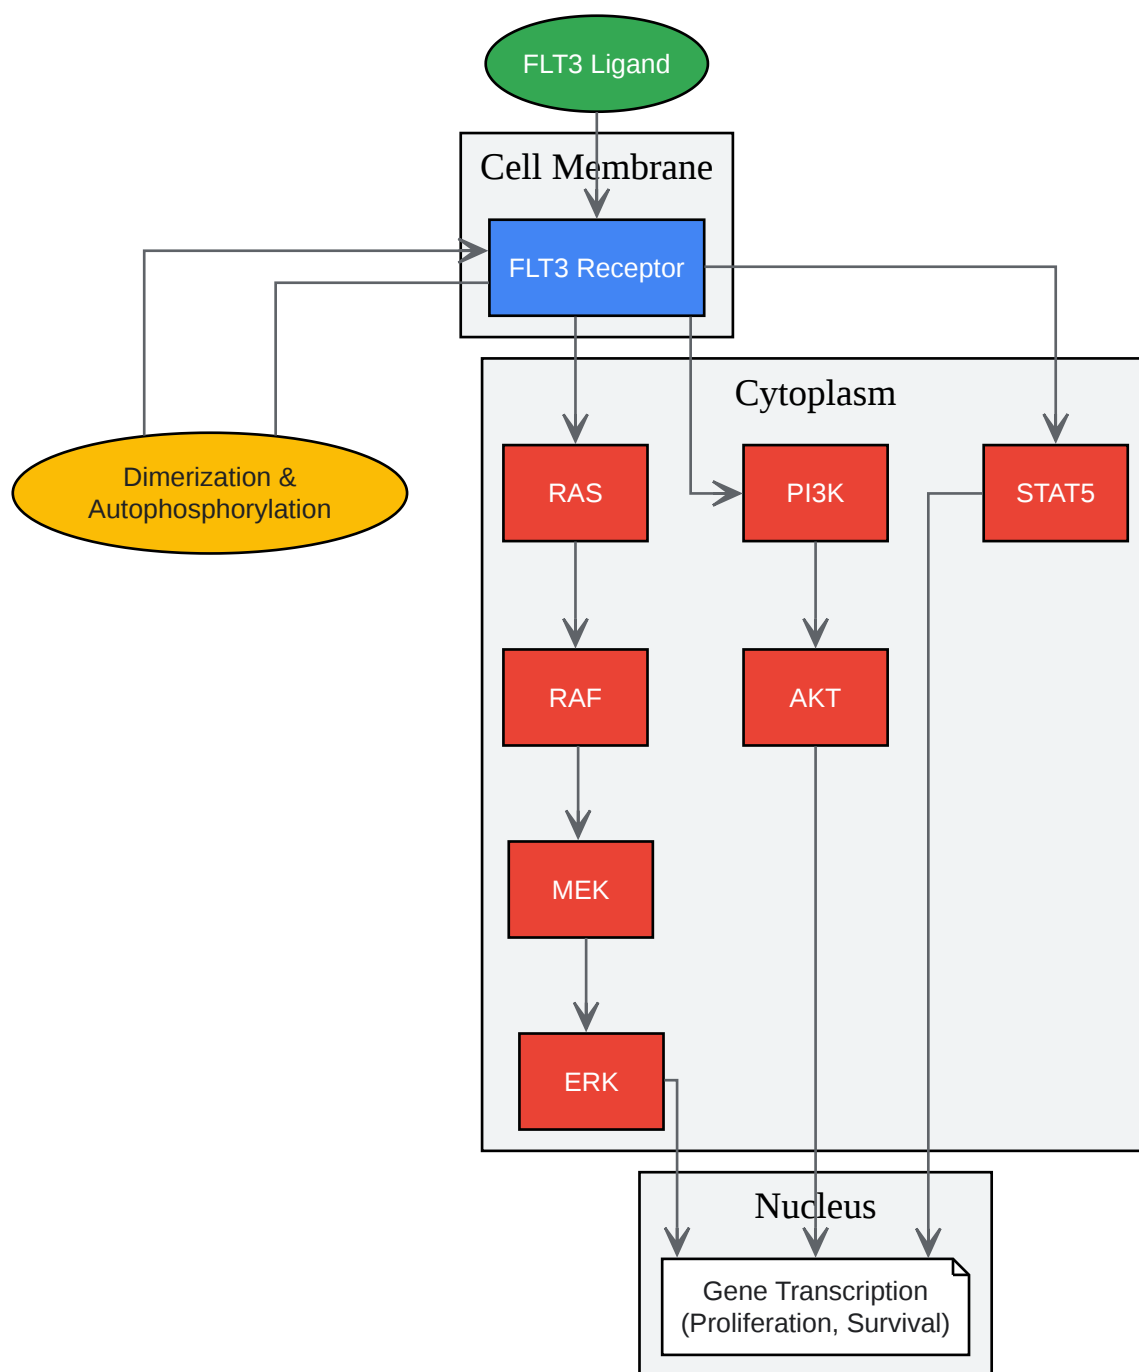 FLT3 Ligand
Cell Membrane
FLT3 Receptor
Cytoplasm
Dimerization &
Autophosphorylation
RAS
PI3K
STAT5
RAF
AKT
MEK
ERK
Nucleus
Gene Transcription
(Proliferation, Survival)